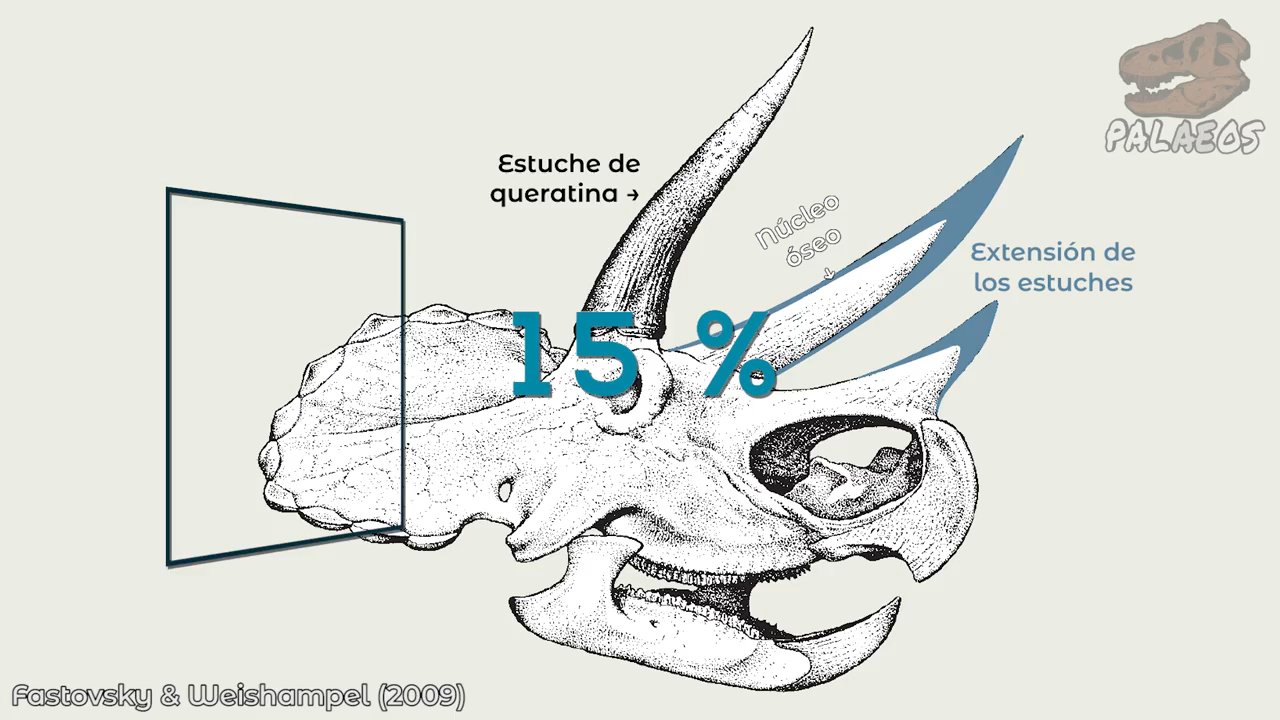 PALAEOS
Estuche de
queratina →
Núcleo
óseo
↓
Extensión de
los estuches
15 %
Fastovsky & Weishampel (2009)